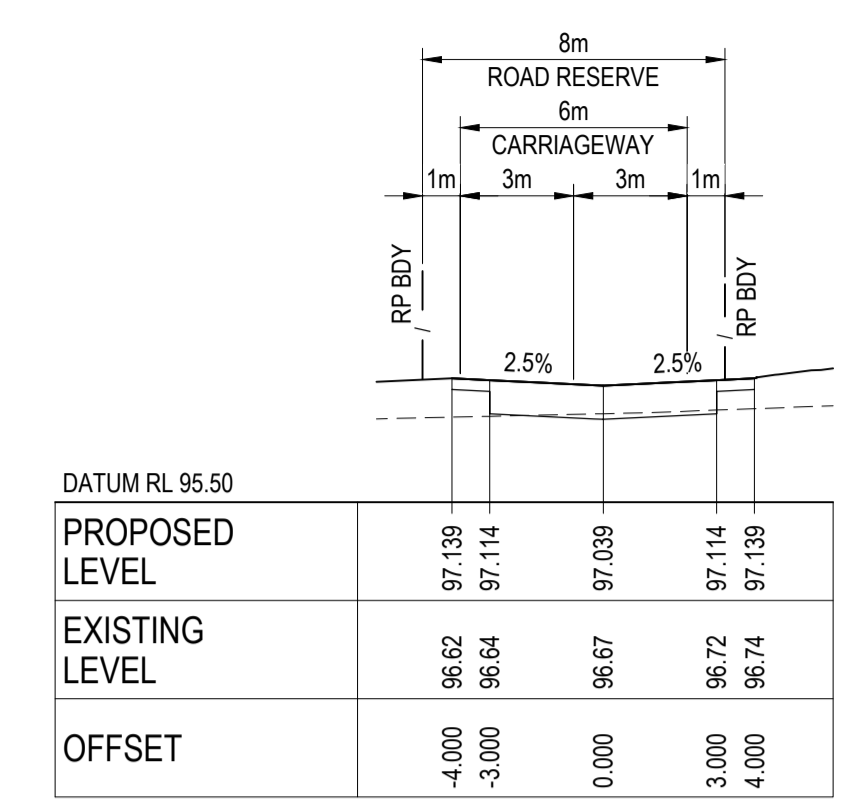 8m
ROAD RESERVE
6m
CARRIAGEWAY
1m 3m 3m 1m
RP BDY
RP BDY
2.5% 2.5%
DATUM RL 95.50
PROPOSED
LEVEL
97.139 97.114 97.039 97.114 97.139
EXISTING
LEVEL
96.62 96.64 96.67 96.72 96.74
OFFSET
-4.000 -3.000 0.000 3.000 4.000